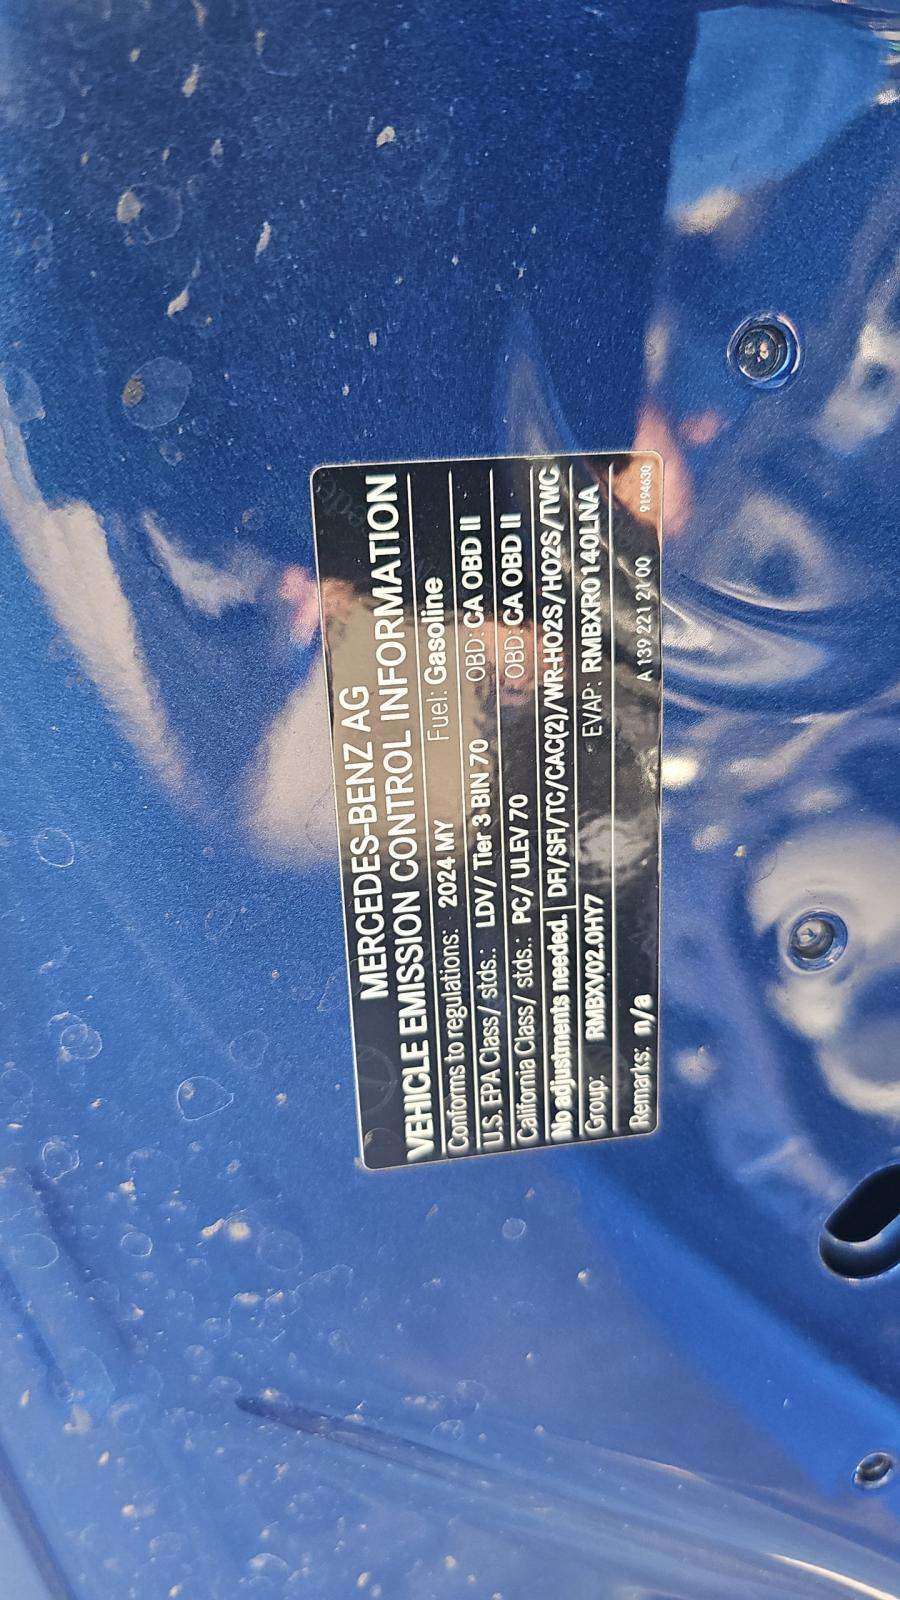 MERCEDES-BENZ AG
VEHICLE EMISSION CONTROL INFORMATION
Conforms to regulations: 2024 MY Fuel: Gasoline
U.S. EPA Class/ stds.: LDV/ Tier 3 BIN 70 OBD: CA OBD II
California Class/ stds.: PC/ ULEV 70 OBD: CA OBD II
No adjustments needed. DFI/SFI/TC/CAC(2)/WR-HO2S/HO2S/TWC
Group: RMBXV02.0HY7 EVAP: RMBXR0140LNA
Remarks: n/a A 139 221 21 00 9194630